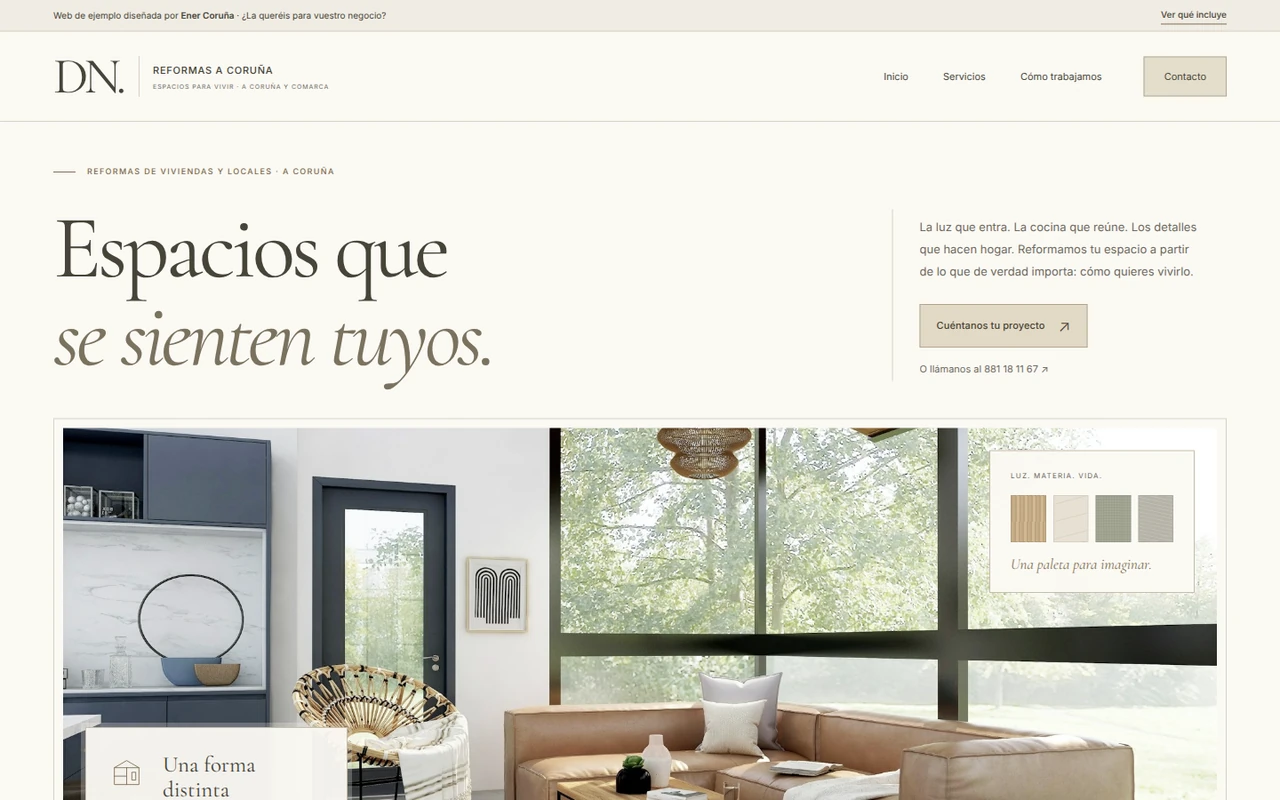 Web de ejemplo diseñada por Ener Coruña · ¿La queréis para vuestro negocio?
Ver qué incluye
DN.
REFORMAS A CORUÑA
ESPACIOS PARA VIVIR · A CORUÑA Y COMARCA
Inicio
Servicios
Cómo trabajamos
Contacto
REFORMAS DE VIVIENDAS Y LOCALES · A CORUÑA
Espacios que
se sienten tuyos.
La luz que entra. La cocina que reúne. Los detalles
que hacen hogar. Reformamos tu espacio a partir
de lo que de verdad importa: cómo quieres vivirlo.
Cuéntanos tu proyecto ↗
O llámanos al 881 18 11 67 ↗
LUZ. MATERIA. VIDA.
Una paleta para imaginar.
Una forma
distinta